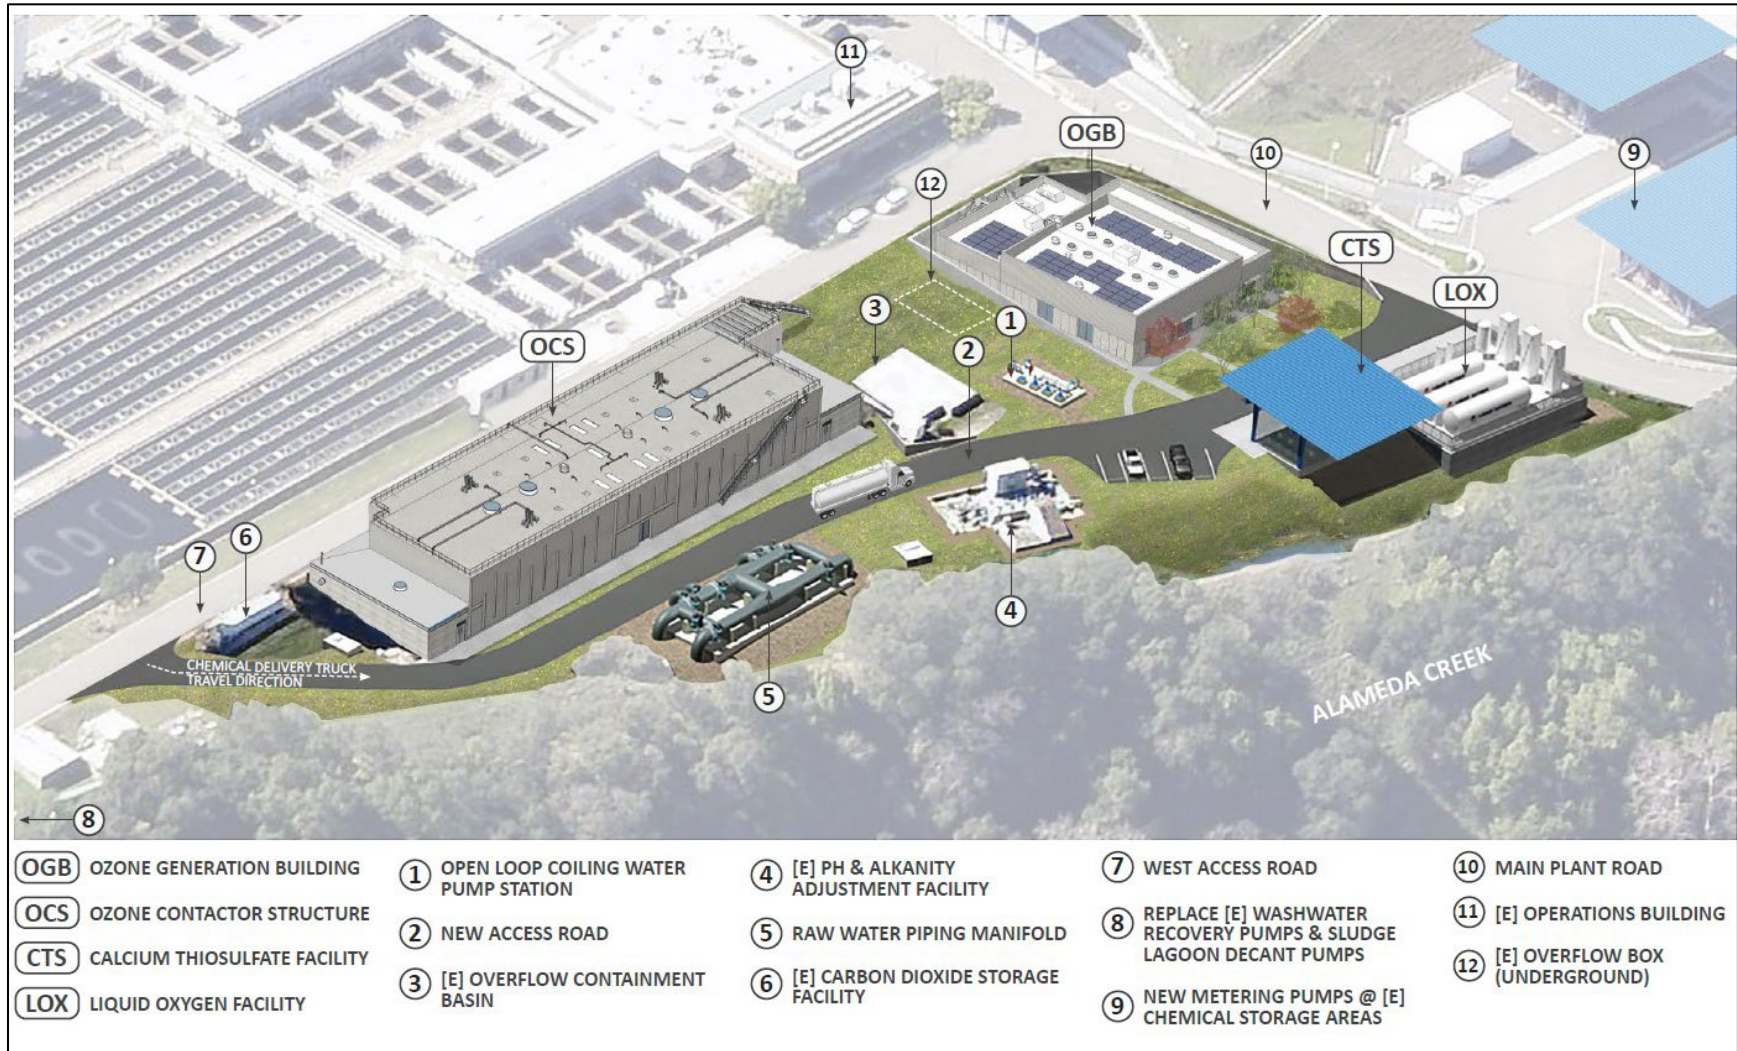 11
OGB
10
9
12
CTS
LOX
3
1
2
OCS
7
6
4
5
8
CHEMICAL DELIVERY TRUCK
TRAVEL DIRECTION
ALAMEDA CREEK
OGB OZONE GENERATION BUILDING
OCS OZONE CONTACTOR STRUCTURE
CTS CALCIUM THIOSULFATE FACILITY
LOX LIQUID OXYGEN FACILITY
1 OPEN LOOP COILING WATER
PUMP STATION
2 NEW ACCESS ROAD
3 [E] OVERFLOW CONTAINMENT
BASIN
4 [E] PH & ALKANITY
ADJUSTMENT FACILITY
5 RAW WATER PIPING MANIFOLD
6 [E] CARBON DIOXIDE STORAGE
FACILITY
7 WEST ACCESS ROAD
8 REPLACE [E] WASHWATER
RECOVERY PUMPS & SLUDGE
LAGOON DECANT PUMPS
9 NEW METERING PUMPS @ [E]
CHEMICAL STORAGE AREAS
10 MAIN PLANT ROAD
11 [E] OPERATIONS BUILDING
12 [E] OVERFLOW BOX
(UNDERGROUND)